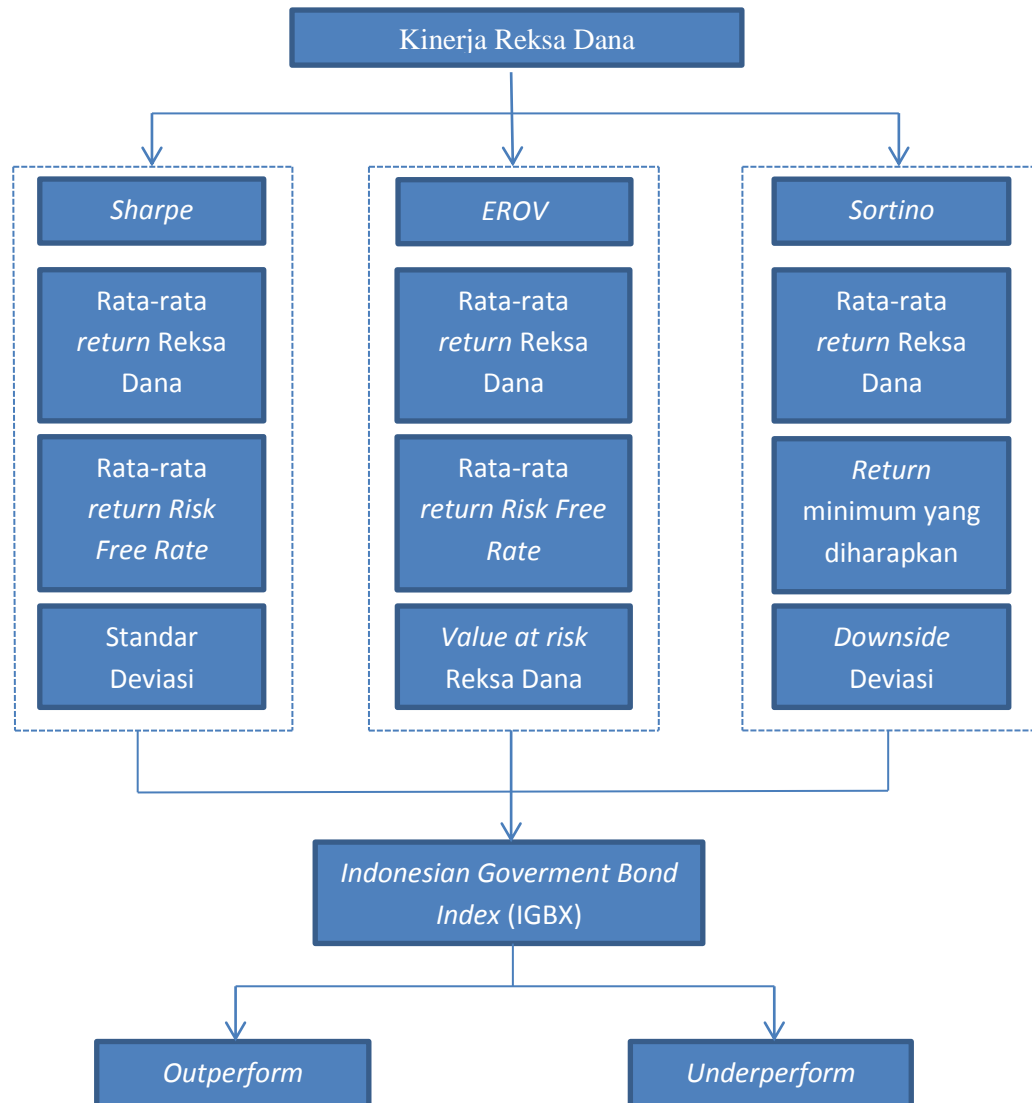 Kinerja Reksa Dana
Sharpe
Rata-rata
return Reksa
Dana
Rata-rata
return Risk
Free Rate
Standar
Deviasi
EROV
Rata-rata
return Reksa
Dana
Rata-rata
return Risk Free
Rate
Value at risk
Reksa Dana
Sortino
Rata-rata
return Reksa
Dana
Return
minimum yang
diharapkan
Downside
Deviasi
Indonesian Goverment Bond
Index (IGBX)
Outperform
Underperform